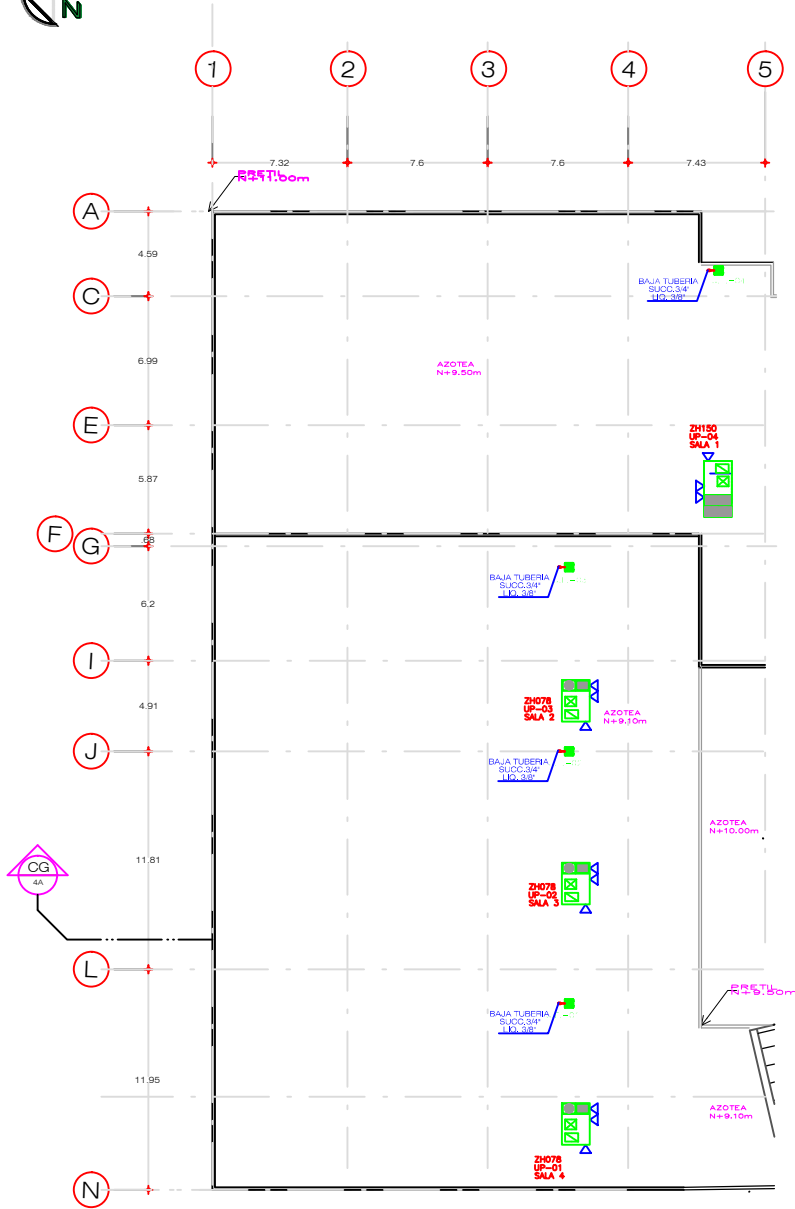 N
1
2
3
4
5
7.32
7.6
7.6
7.43
PRETIL
N+11.00m
A
4.59
BAJA TUBERIA
SUCC.3/4"
LIQ. 3/8"
C
6.99
AZOTEA
N+9.50m
E
ZH150
UP-04
SALA 1
5.87
F
.68
G
BAJA TUBERIA
SUCC.3/4"
LIQ. 3/8"
6.2
I
ZH078
UP-03
SALA 2
AZOTEA
N+9.10m
4.91
J
BAJA TUBERIA
SUCC.3/4"
LIQ. 3/8"
AZOTEA
N+10.00m
11.81
CG
4A
ZH078
UP-02
SALA 3
L
PRETIL
N+9.50m
BAJA TUBERIA
SUCC.3/4"
LIQ. 3/8"
11.95
AZOTEA
N+9.10m
ZH078
UP-01
SALA 4
N